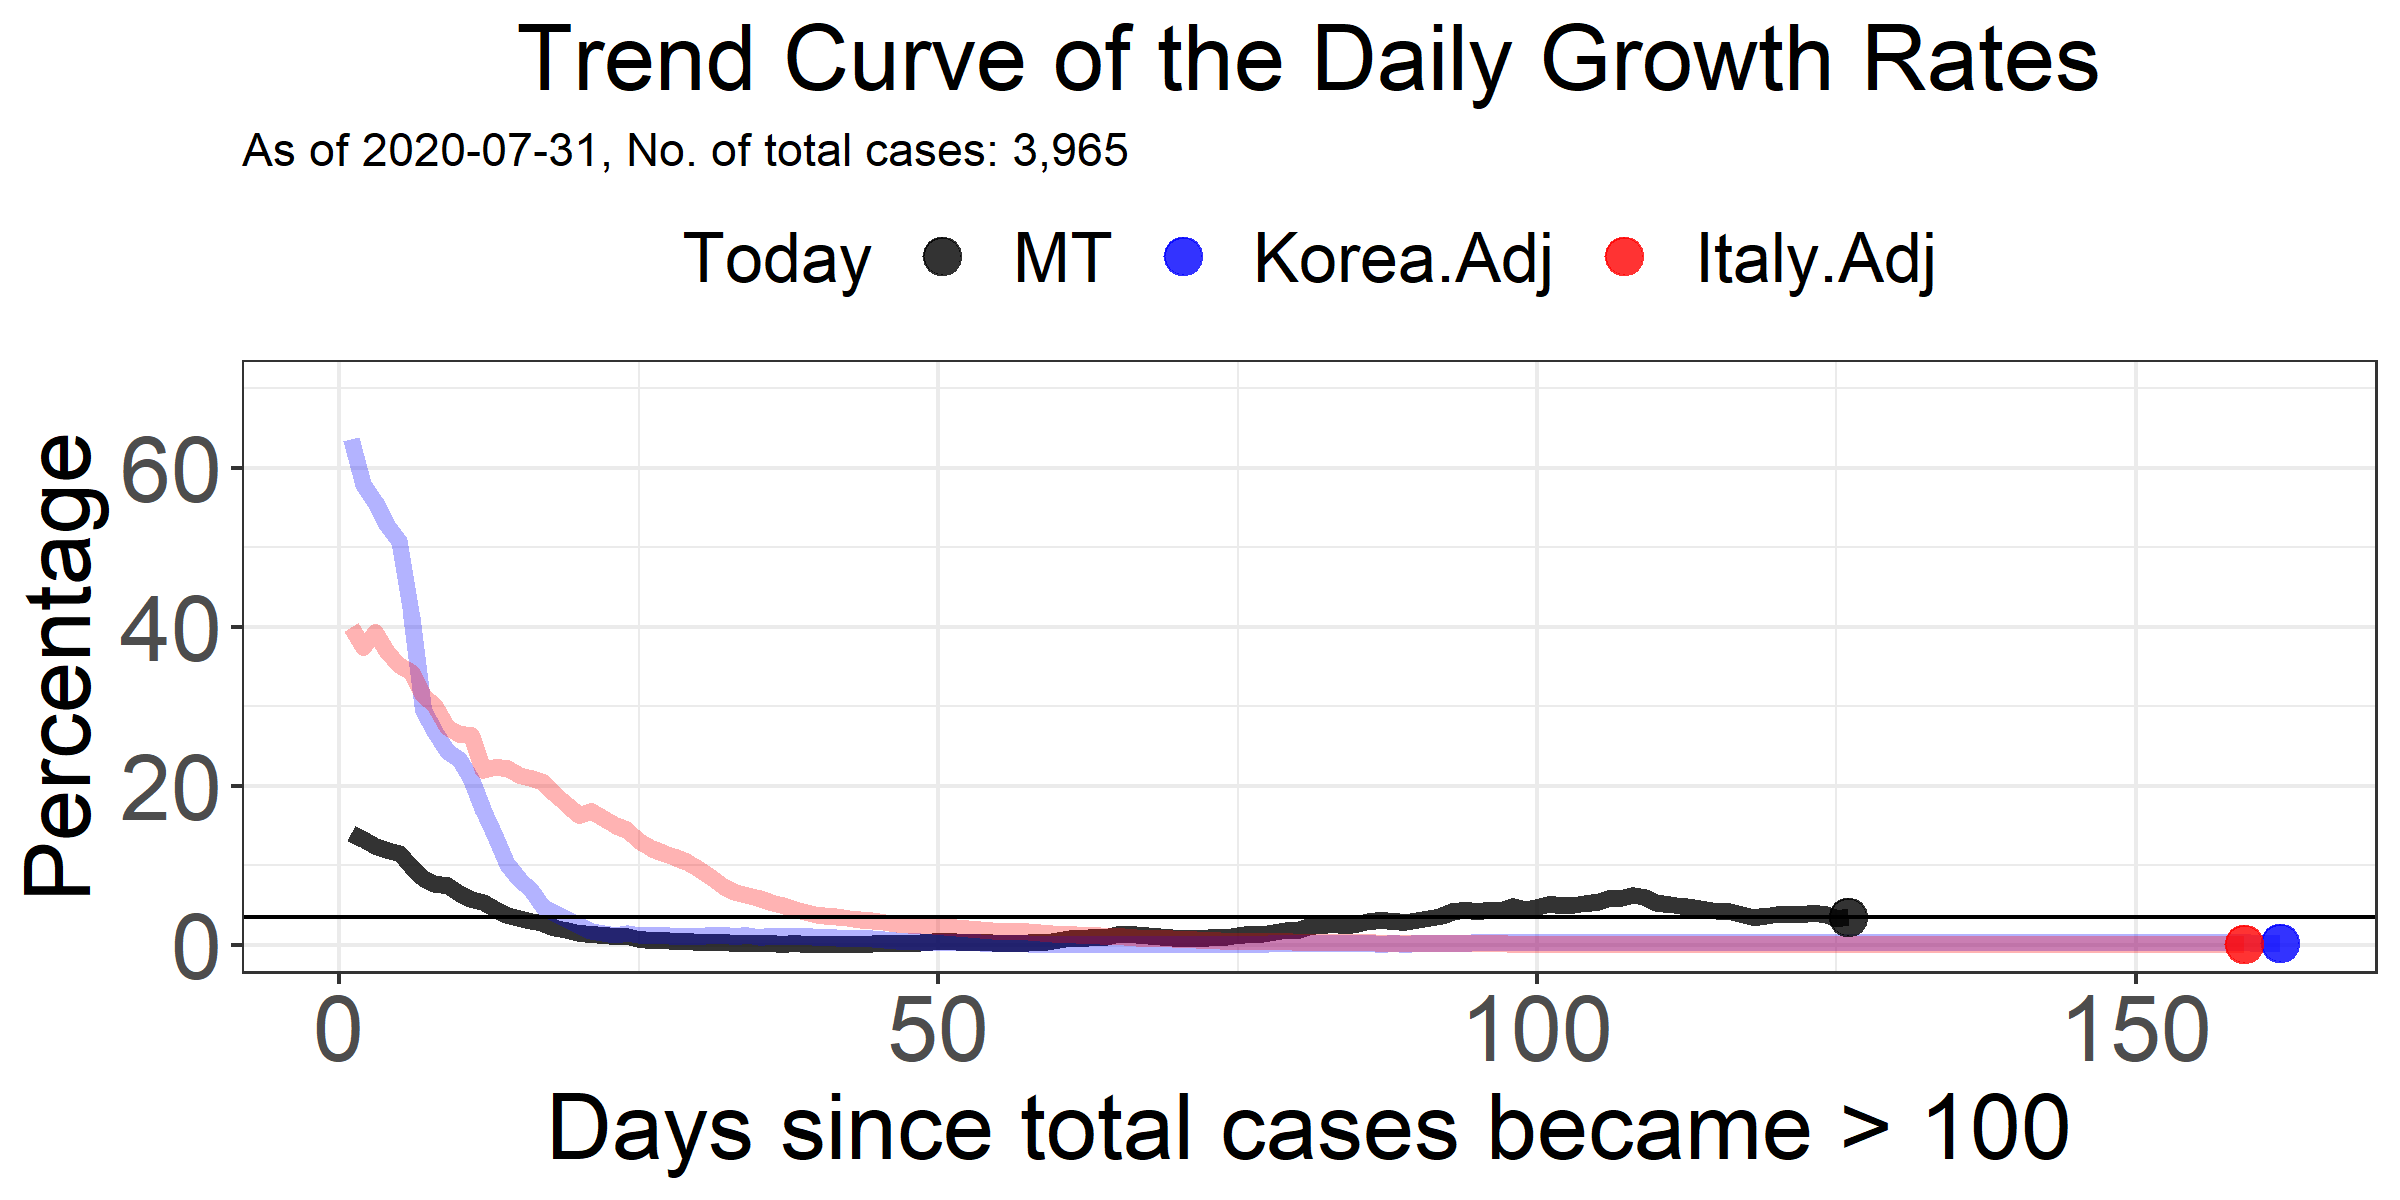 Trend Curve of the Daily Growth Rates
As of 2020-07-31, No. of total cases: 3,965
Today MT Korea.Adj Italy.Adj
Percentage
60
40
20
0
0 50 100 150
Days since total cases became > 100